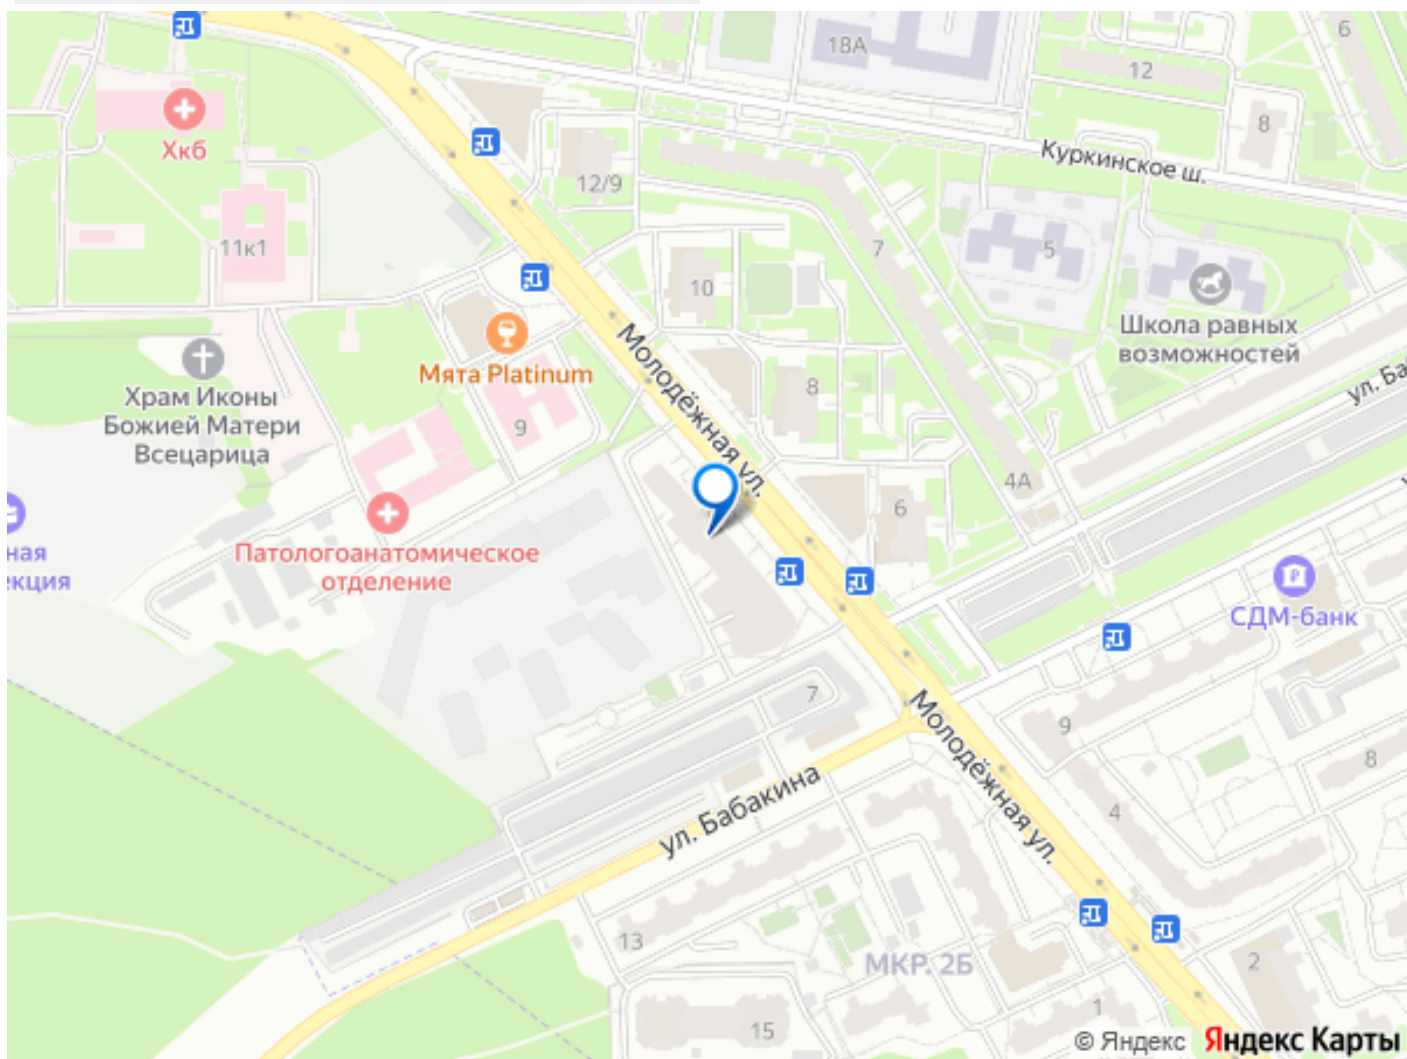 18А
6
12
8
Хкб
Куркинское ш.
12/9
11к1
7
5
10
Школа равных
возможностей
Молодёжная ул.
Мята Platinum
Храм Иконы
Божией Матери
Всецарица
9
8
ул. Ба
4А
6
ная
екция
Патологоанатомическое
отделение
СДМ-банк
7
Молодёжная ул.
9
8
ул. Бабакина
4
13
МКР. 2Б
2
1
15
© Яндекс Яндекс Карты